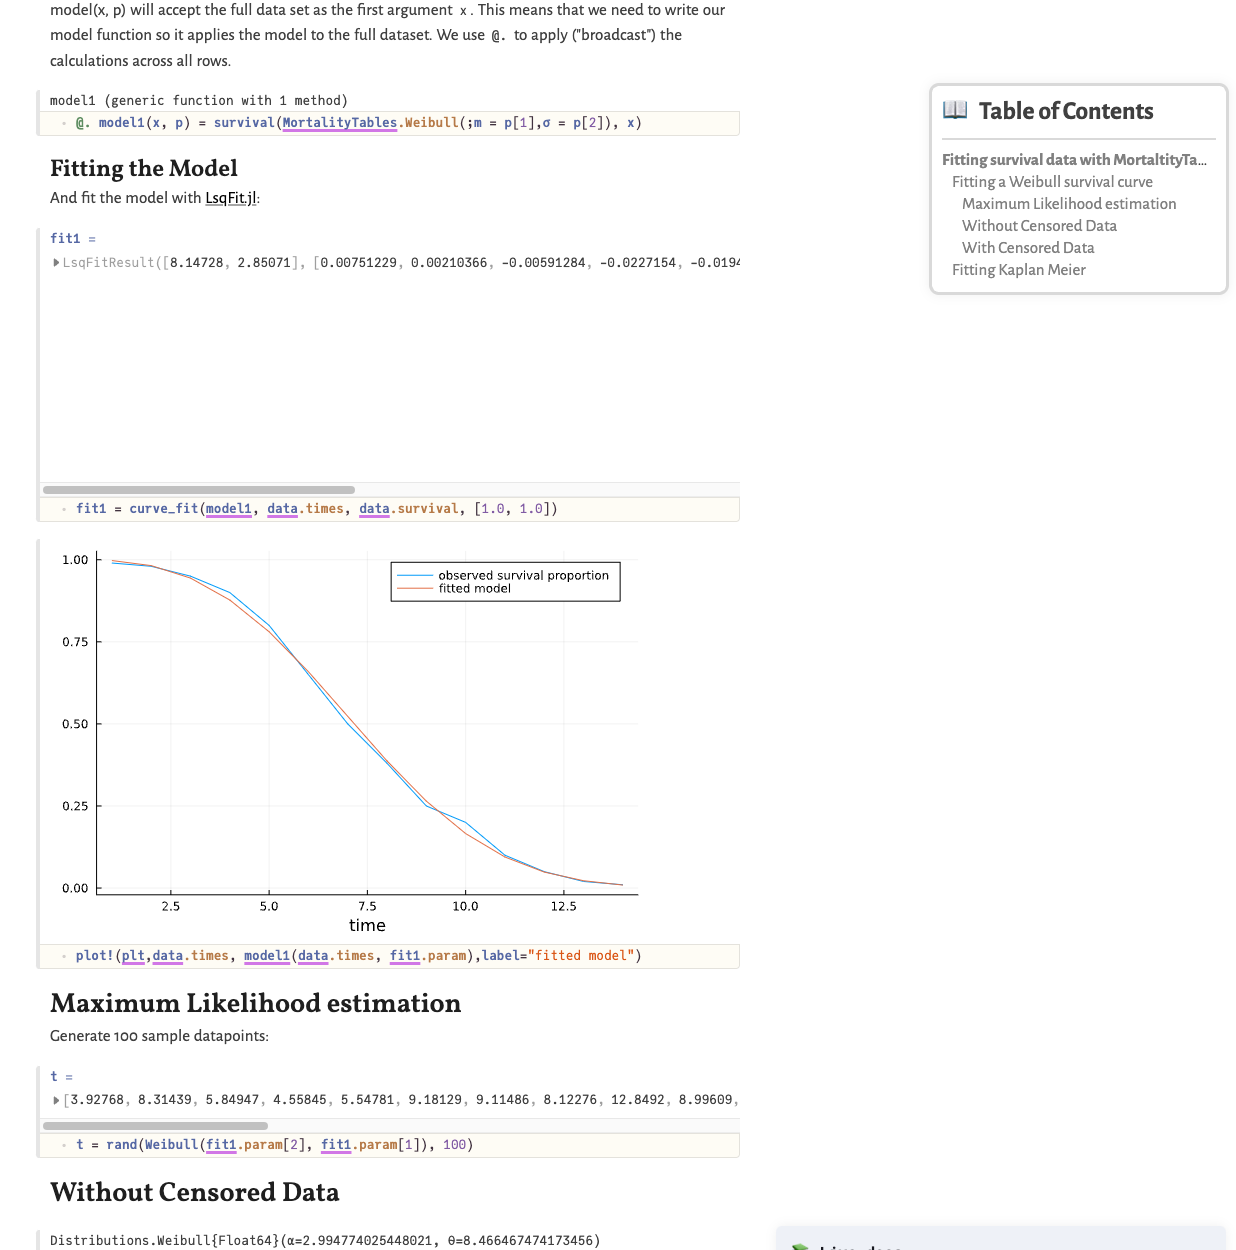 model(x, p) will accept the full data set as the first argument x . This means that we need to write our
model function so it applies the model to the full dataset. We use @. to apply ("broadcast") the
calculations across all rows.
model1 (generic function with 1 method)
@. model1(x, p) = survival(MortalityTables.Weibull(;m = p[1],σ = p[2]), x)
Fitting the Model
And fit the model with LsqFit.jl:
fit1 =
LsqFitResult([8.14728, 2.85071], [0.00751229, 0.00210366, -0.00591284, -0.0227154, -0.0194
fit1 = curve_fit(model1, data.times, data.survival, [1.0, 1.0])
1.00
0.75
0.50
0.25
0.00
observed survival proportion
fitted model
2.5 5.0 7.5 10.0 12.5
time
plot!(plt,data.times, model1(data.times, fit1.param),label="fitted model")
Maximum Likelihood estimation
Generate 100 sample datapoints:
t =
[3.92768, 8.31439, 5.84947, 4.55845, 5.54781, 9.18129, 9.11486, 8.12276, 12.8492, 8.99609,
t = rand(Weibull(fit1.param[2], fit1.param[1]), 100)
Without Censored Data
Distributions.Weibull{Float64}(α=2.994774025448021, θ=8.466467474173456)
📖 Table of Contents
Fitting survival data with MortaltityTa…
Fitting a Weibull survival curve
Maximum Likelihood estimation
Without Censored Data
With Censored Data
Fitting Kaplan Meier